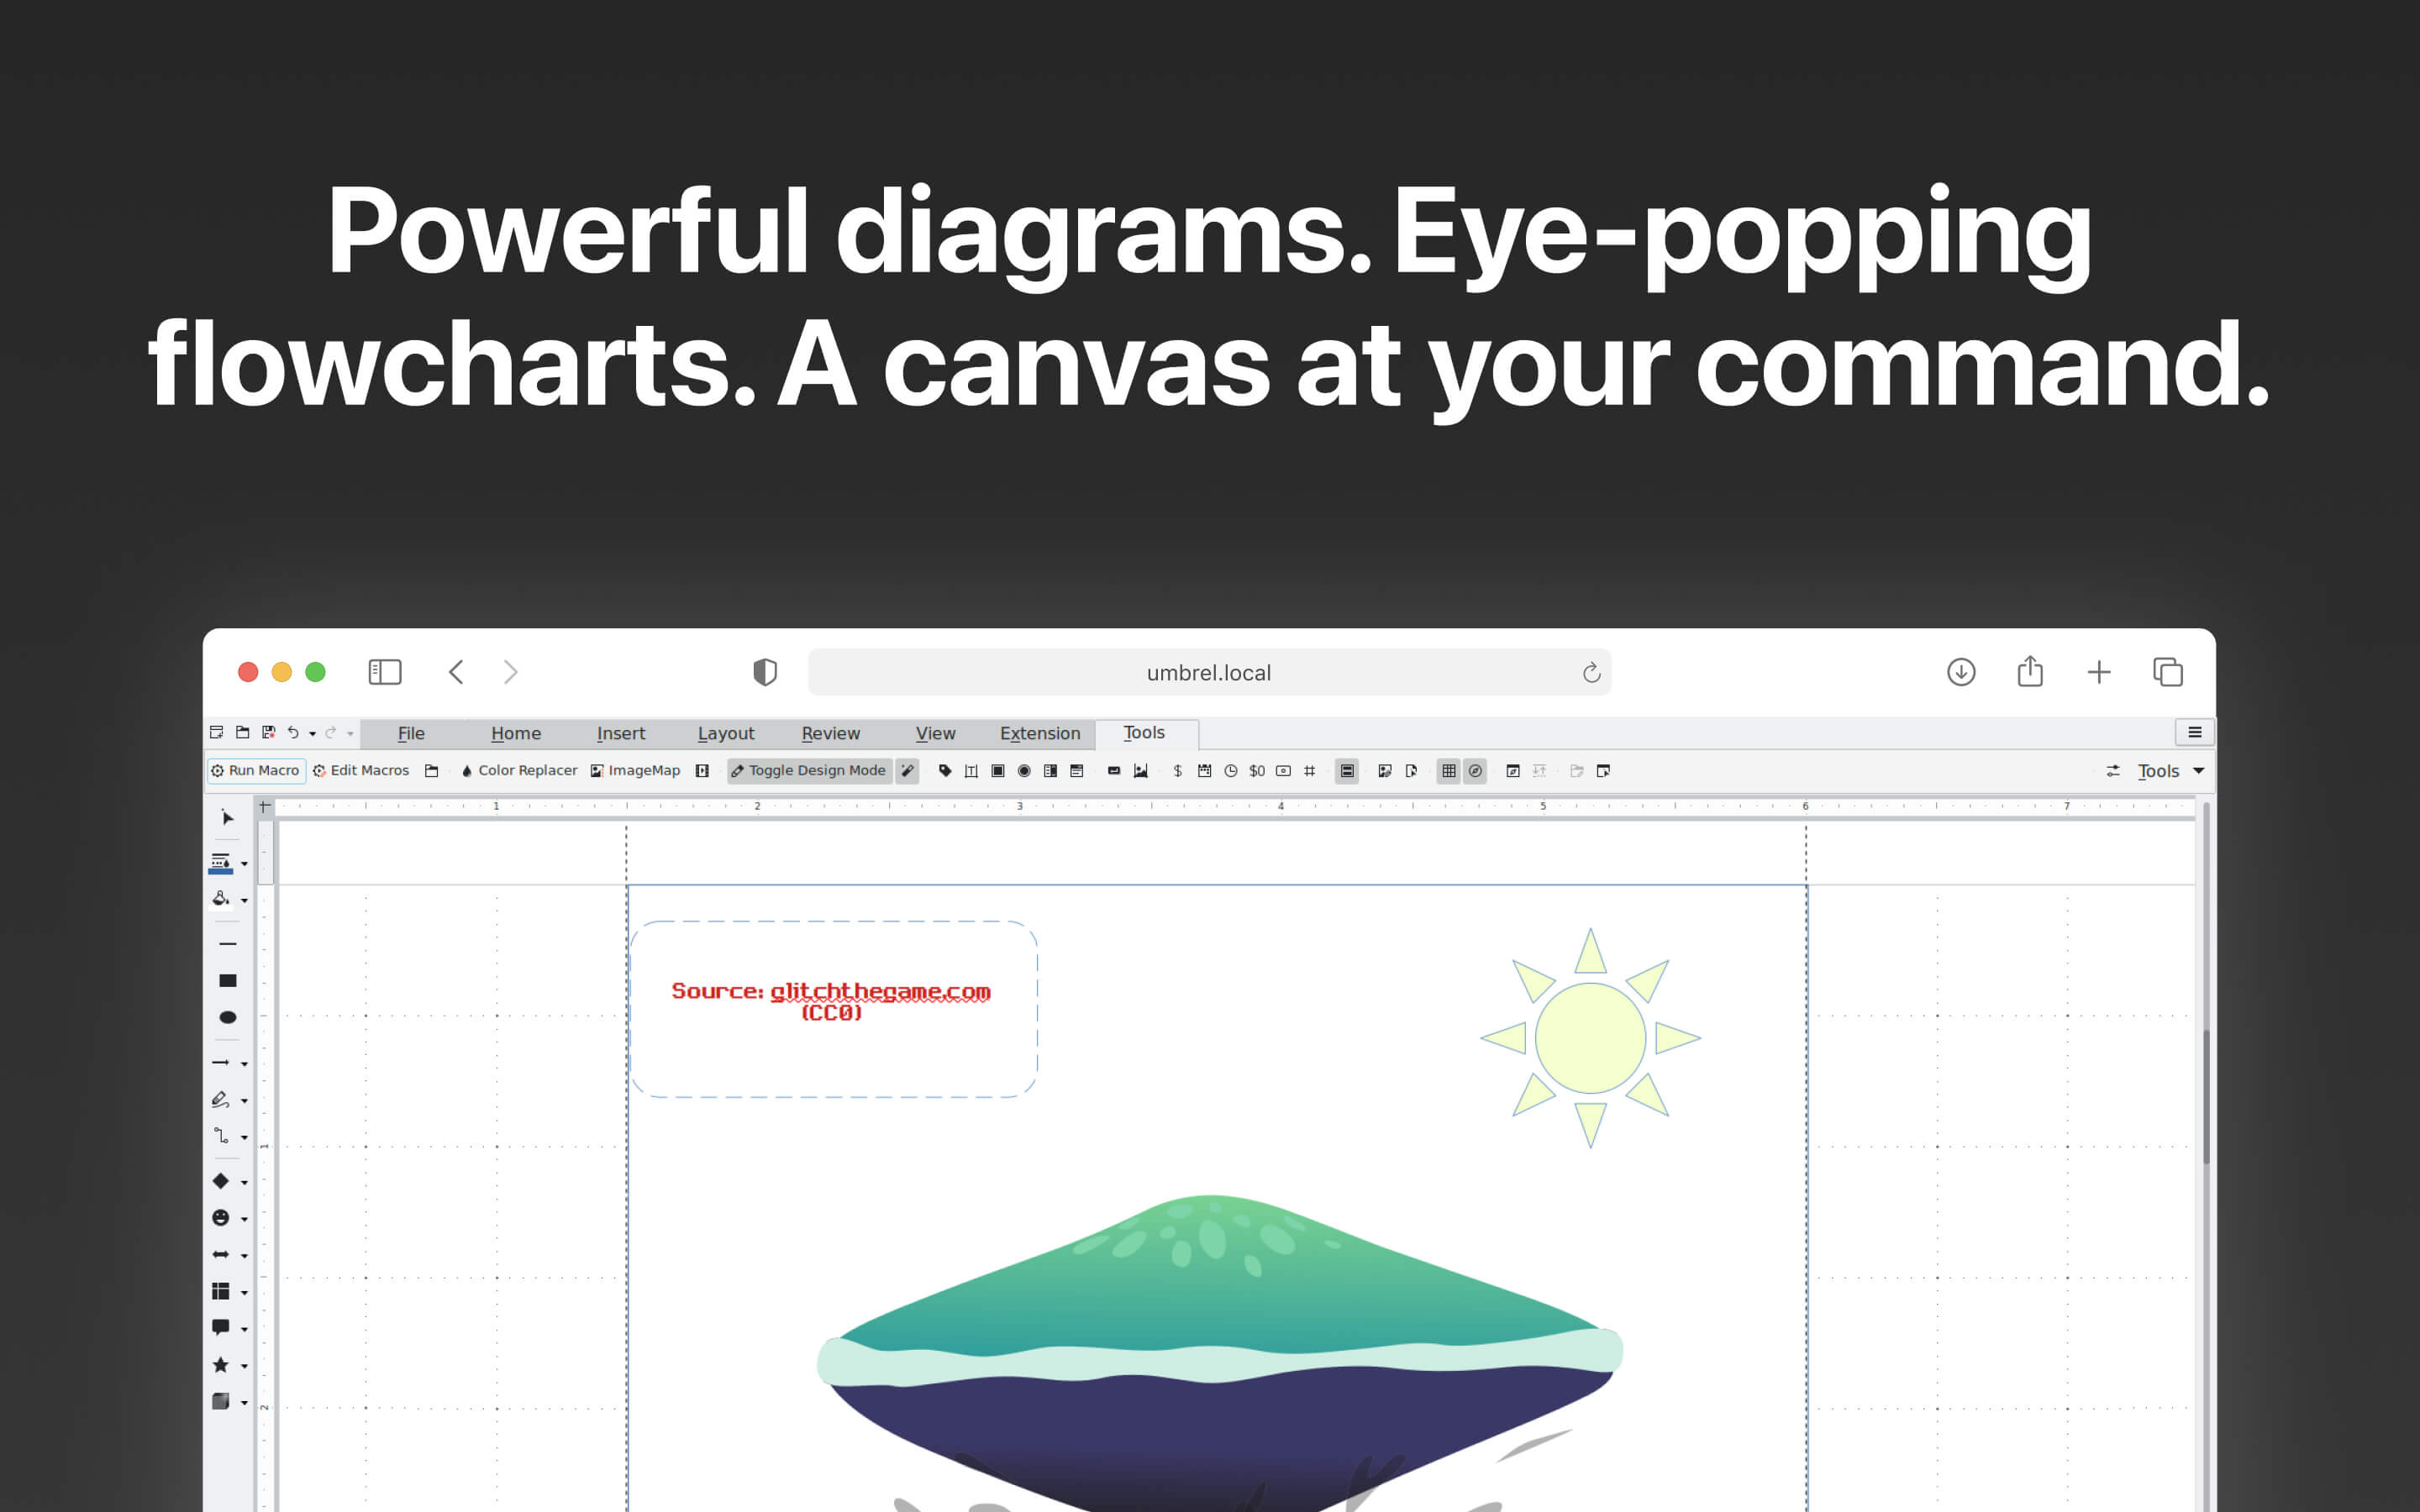 Powerful diagrams. Eye-popping
flowcharts. A canvas at your command.
umbrel.local
File Home Insert Layout Review View Extension Tools
Run Macro Edit Macros Color Replacer ImageMap Toggle Design Mode $ $0 Tools
1 2 3 4 5 6 7
Source: glitchthegame.com
(CC0)
1
2